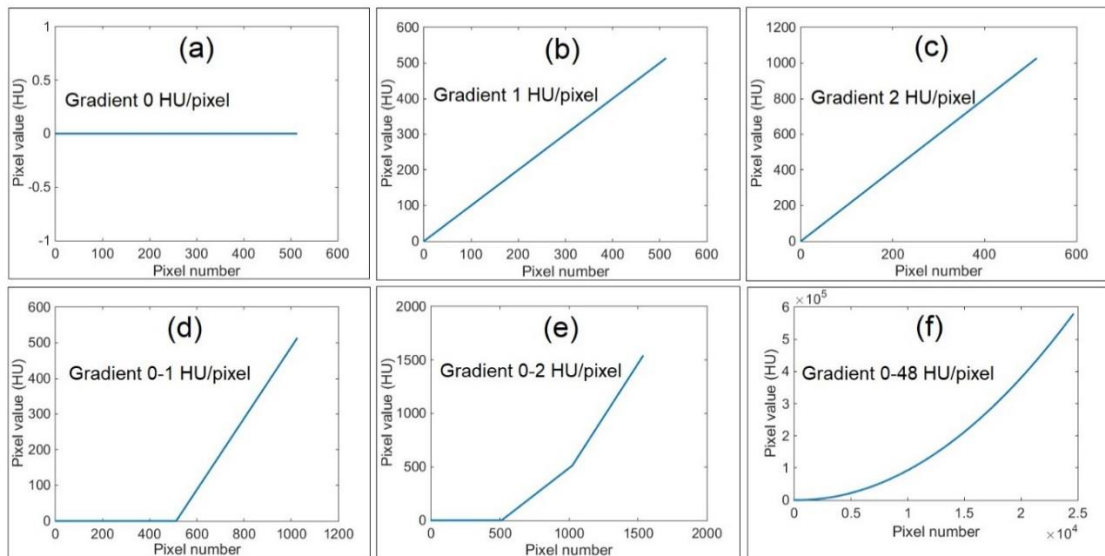 (a)
Gradient 0 HU/pixel
Pixel value (HU)
1
0.5
0
-0.5
-1
0 100 200 300 400 500 600
Pixel number
(b)
Gradient 1 HU/pixel
Pixel value (HU)
600
500
400
300
200
100
0
0 100 200 300 400 500 600
Pixel number
(c)
Gradient 2 HU/pixel
Pixel value (HU)
1200
1000
800
600
400
200
0
0 200 400 600
Pixel number
(d)
Gradient 0-1 HU/pixel
Pixel value (HU)
600
500
400
300
200
100
0
0 200 400 600 800 1000 1200
Pixel number
(e)
Gradient 0-2 HU/pixel
Pixel value (HU)
2000
1500
1000
500
0
0 500 1000 1500 2000
Pixel number
(f)
Gradient 0-48 HU/pixel
Pixel value (HU)
× 10⁵
6
5
4
3
2
1
0
0 0.5 1 1.5 2 2.5
Pixel number
× 10⁴